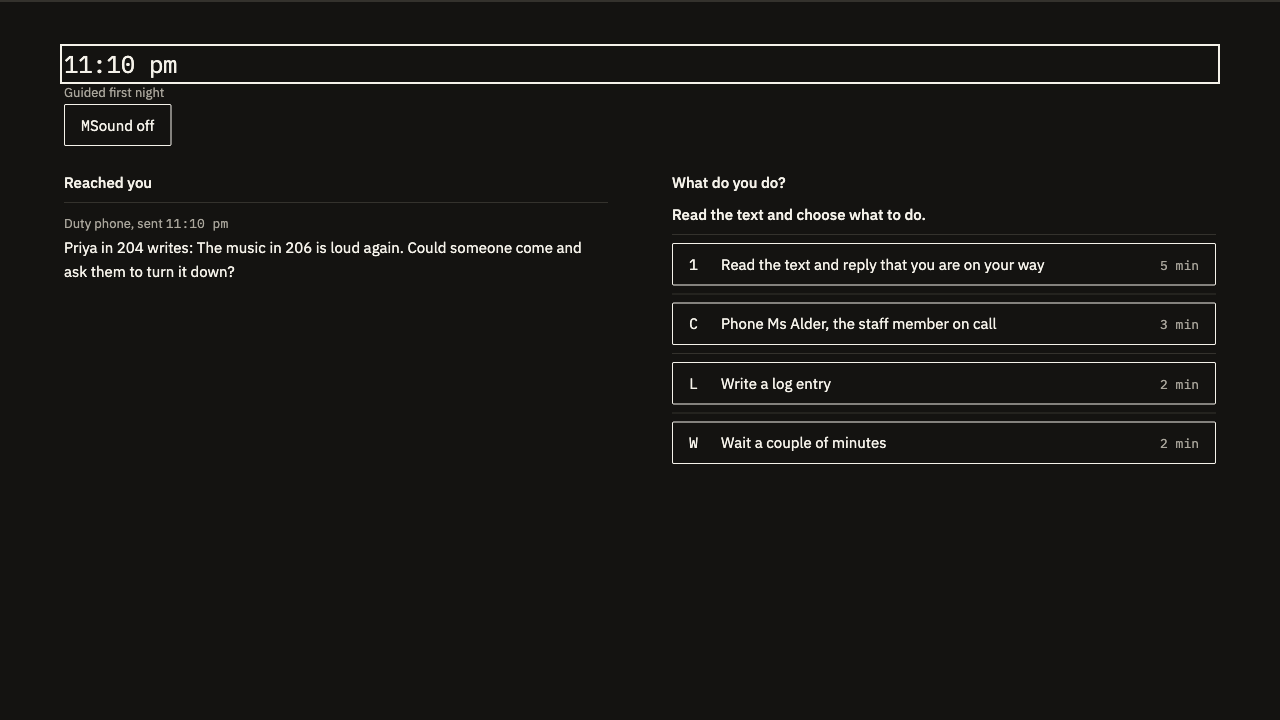 11:10 pm
Guided first night
MSound off
Reached you
Duty phone, sent 11:10 pm
Priya in 204 writes: The music in 206 is loud again. Could someone come and
ask them to turn it down?
What do you do?
Read the text and choose what to do.
1 Read the text and reply that you are on your way 5 min
C Phone Ms Alder, the staff member on call 3 min
L Write a log entry 2 min
W Wait a couple of minutes 2 min